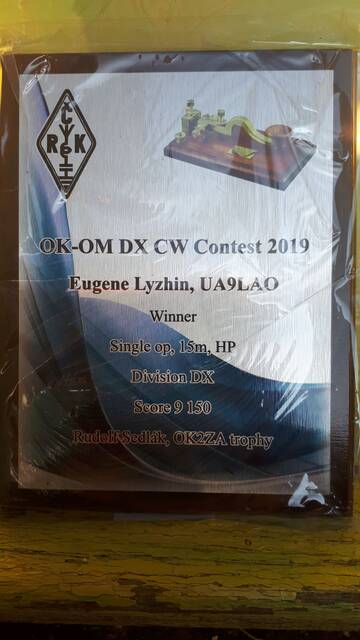 ČRK
OK-OM DX CW Contest 2019
Eugene Lyzhin, UA9LAO
Winner
Single op, 15m, HP
Division DX
Score 9 150
Rudolf Sedlák, OK2ZA trophy